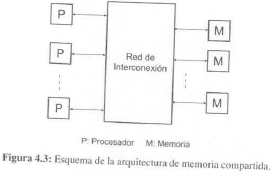 P
M
P
Red de
Interconexión
M
P
M
P: Procesador M: Memoria
Figura 4.3: Esquema de la arquitectura de memoria compartida.